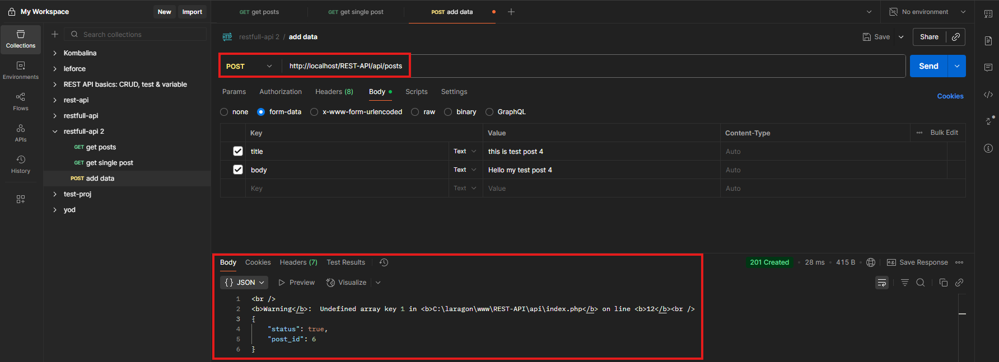 My Workspace
New
Import
GET get posts
GET get single post
POST add data
No environment
Collections
Environments
Flows
APIs
History
Search collections
Kombalina
leforce
REST API basics: CRUD, test & variable
rest-api
restfull-api
restfull-api 2
GET get posts
GET get single post
POST add data
test-proj
yod
HTTP restfull-api 2 / add data
Save
Share
POST http://localhost/REST-API/api/posts
Send
Params Authorization Headers (8) Body Scripts Settings
Cookies
none form-data x-www-form-urlencoded raw binary GraphQL
Key Value Content-Type Bulk Edit
title Text this is test post 4 Auto
body Text Hello my test post 4 Auto
Key Text Value Auto
Body Cookies Headers (7) Test Results
201 Created 28 ms 415 B Save Response
{} JSON Preview Visualize
1 <br />
2 <b>Warning</b>:  Undefined array key 1 in <b>C:\laragon\www\REST-API\api\index.php</b> on line <b>12</b><br />
3 {
4 "status": true,
5 "post_id": 6
6 }